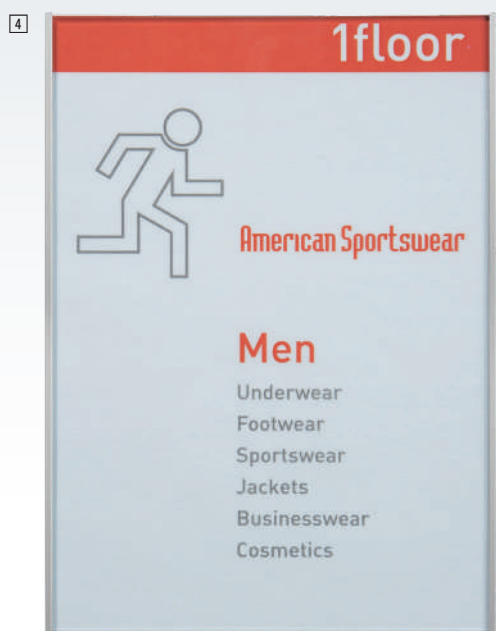 4
1floor
American Sportswear
Men
Underwear
Footwear
Sportswear
Jackets
Businesswear
Cosmetics